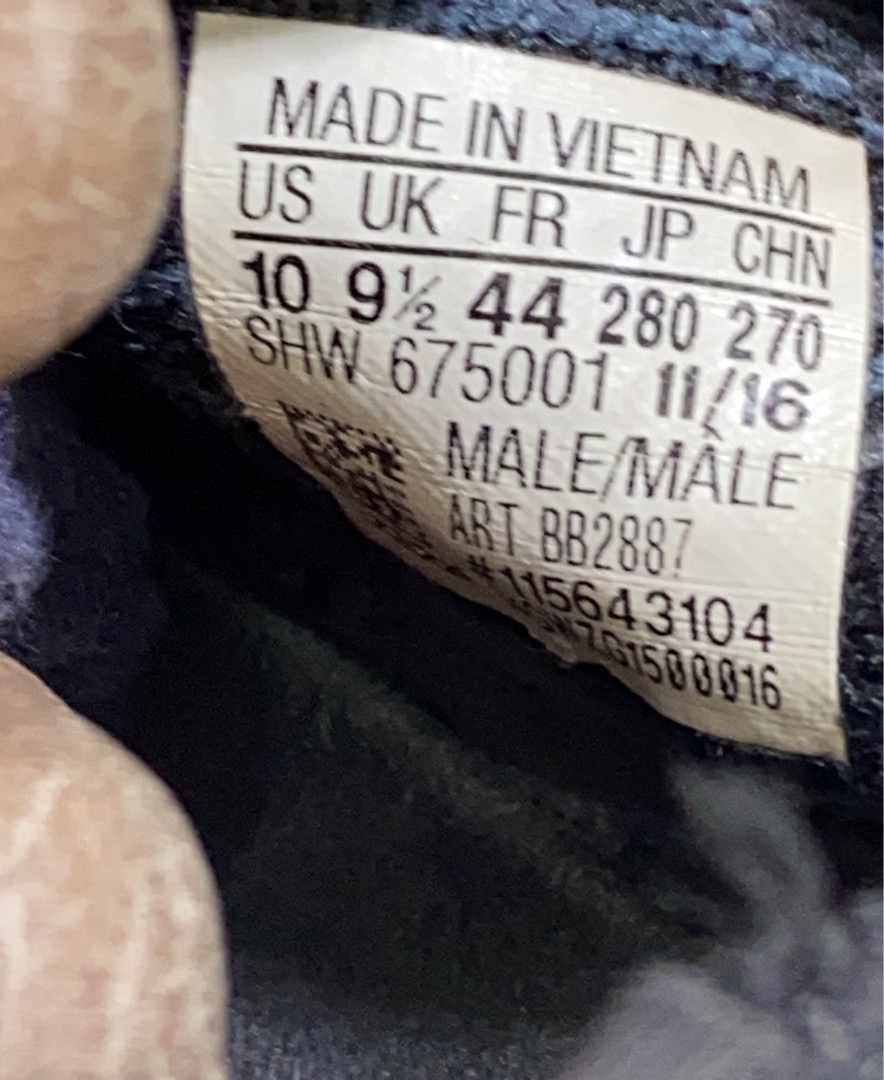 MADE IN VIETNAM
US UK FR JP CHN
10 9½ 44 280 270
SHW 675001 11/16
MALE/MÂLE
ART BB2887
#115643104